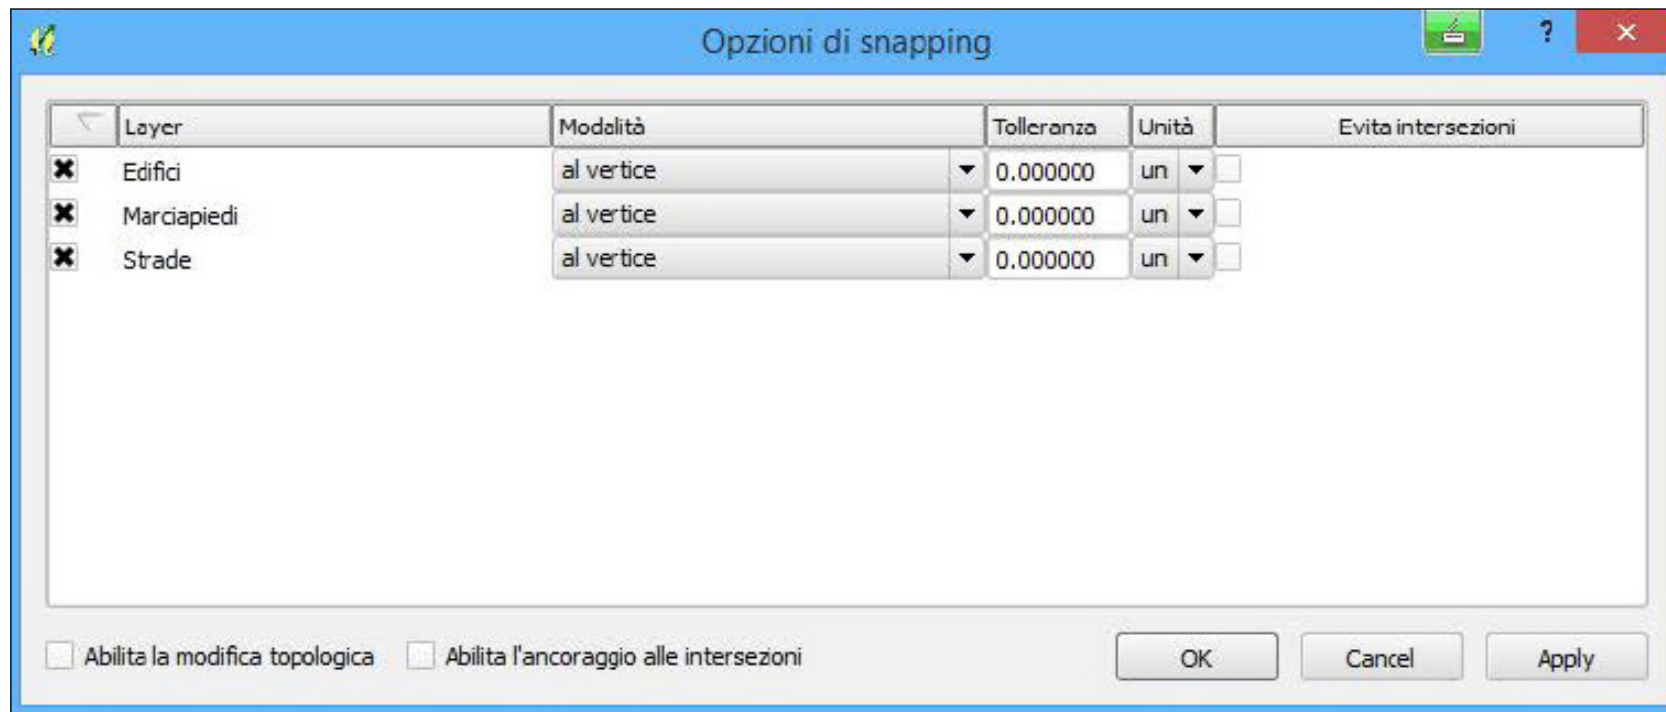 Opzioni di snapping ?
Layer Modalità Tolleranza Unità Evita intersezioni
Edifici al vertice 0.000000 un
Marciapiedi al vertice 0.000000 un
Strade al vertice 0.000000 un
Abilita la modifica topologica Abilita l'ancoraggio alle intersezioni OK Cancel Apply